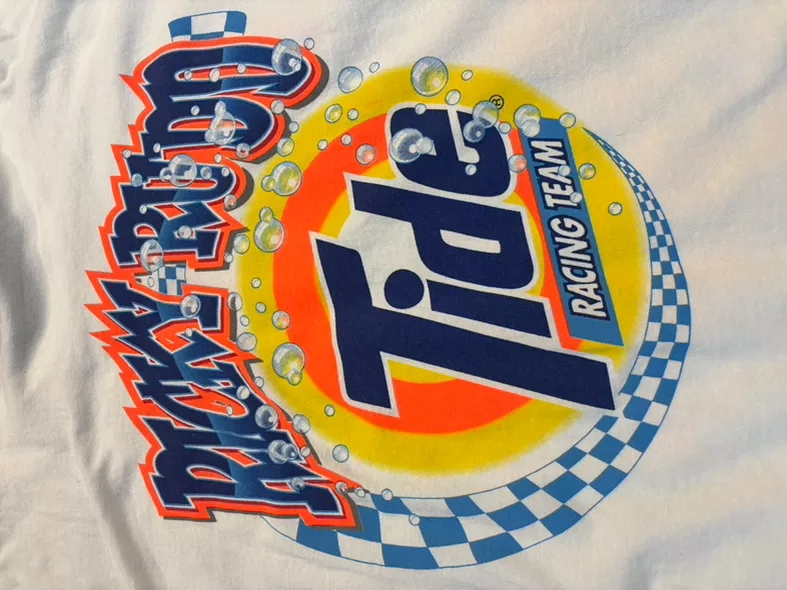 RICKY RUDD
Tide®
RACING TEAM